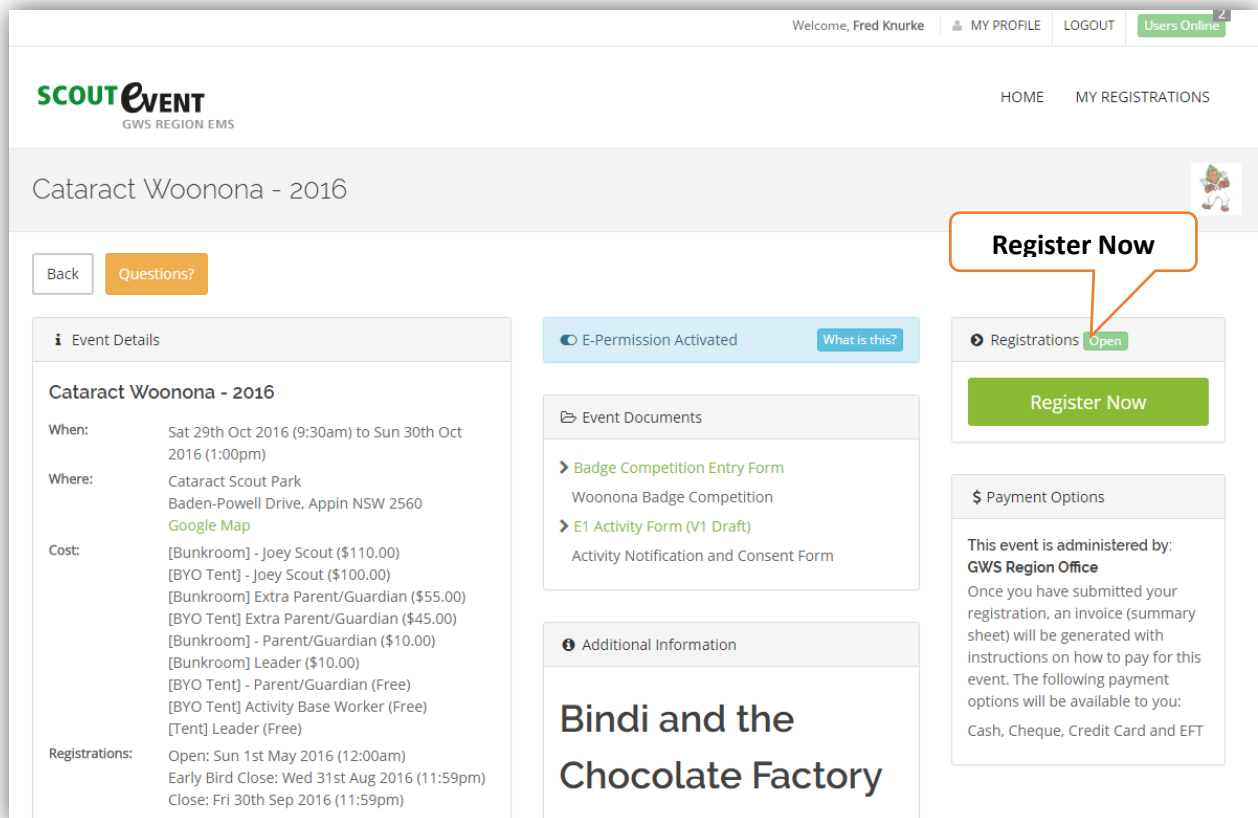 Welcome, Fred Knurke MY PROFILE LOGOUT Users Online 2
SCOUT event
GWS REGION EMS
HOME MY REGISTRATIONS
Cataract Woonona - 2016
Register Now
Back Questions?
Event Details
Cataract Woonona - 2016
When: Sat 29th Oct 2016 (9:30am) to Sun 30th Oct
2016 (1:00pm)
Where: Cataract Scout Park
Baden-Powell Drive, Appin NSW 2560
Google Map
Cost: [Bunkroom] - Joey Scout ($110.00)
[BYO Tent] - Joey Scout ($100.00)
[Bunkroom] Extra Parent/Guardian ($55.00)
[BYO Tent] Extra Parent/Guardian ($45.00)
[Bunkroom] - Parent/Guardian ($10.00)
[Bunkroom] Leader ($10.00)
[BYO Tent] - Parent/Guardian (Free)
[BYO Tent] Activity Base Worker (Free)
[Tent] Leader (Free)
Registrations: Open: Sun 1st May 2016 (12:00am)
Early Bird Close: Wed 31st Aug 2016 (11:59pm)
Close: Fri 30th Sep 2016 (11:59pm)
E-Permission Activated What is this?
Event Documents
Badge Competition Entry Form
Woonona Badge Competition
E1 Activity Form (V1 Draft)
Activity Notification and Consent Form
Additional Information
Bindi and the
Chocolate Factory
Registrations Open
Register Now
$ Payment Options
This event is administered by:
GWS Region Office
Once you have submitted your
registration, an invoice (summary
sheet) will be generated with
instructions on how to pay for this
event. The following payment
options will be available to you:
Cash, Cheque, Credit Card and EFT